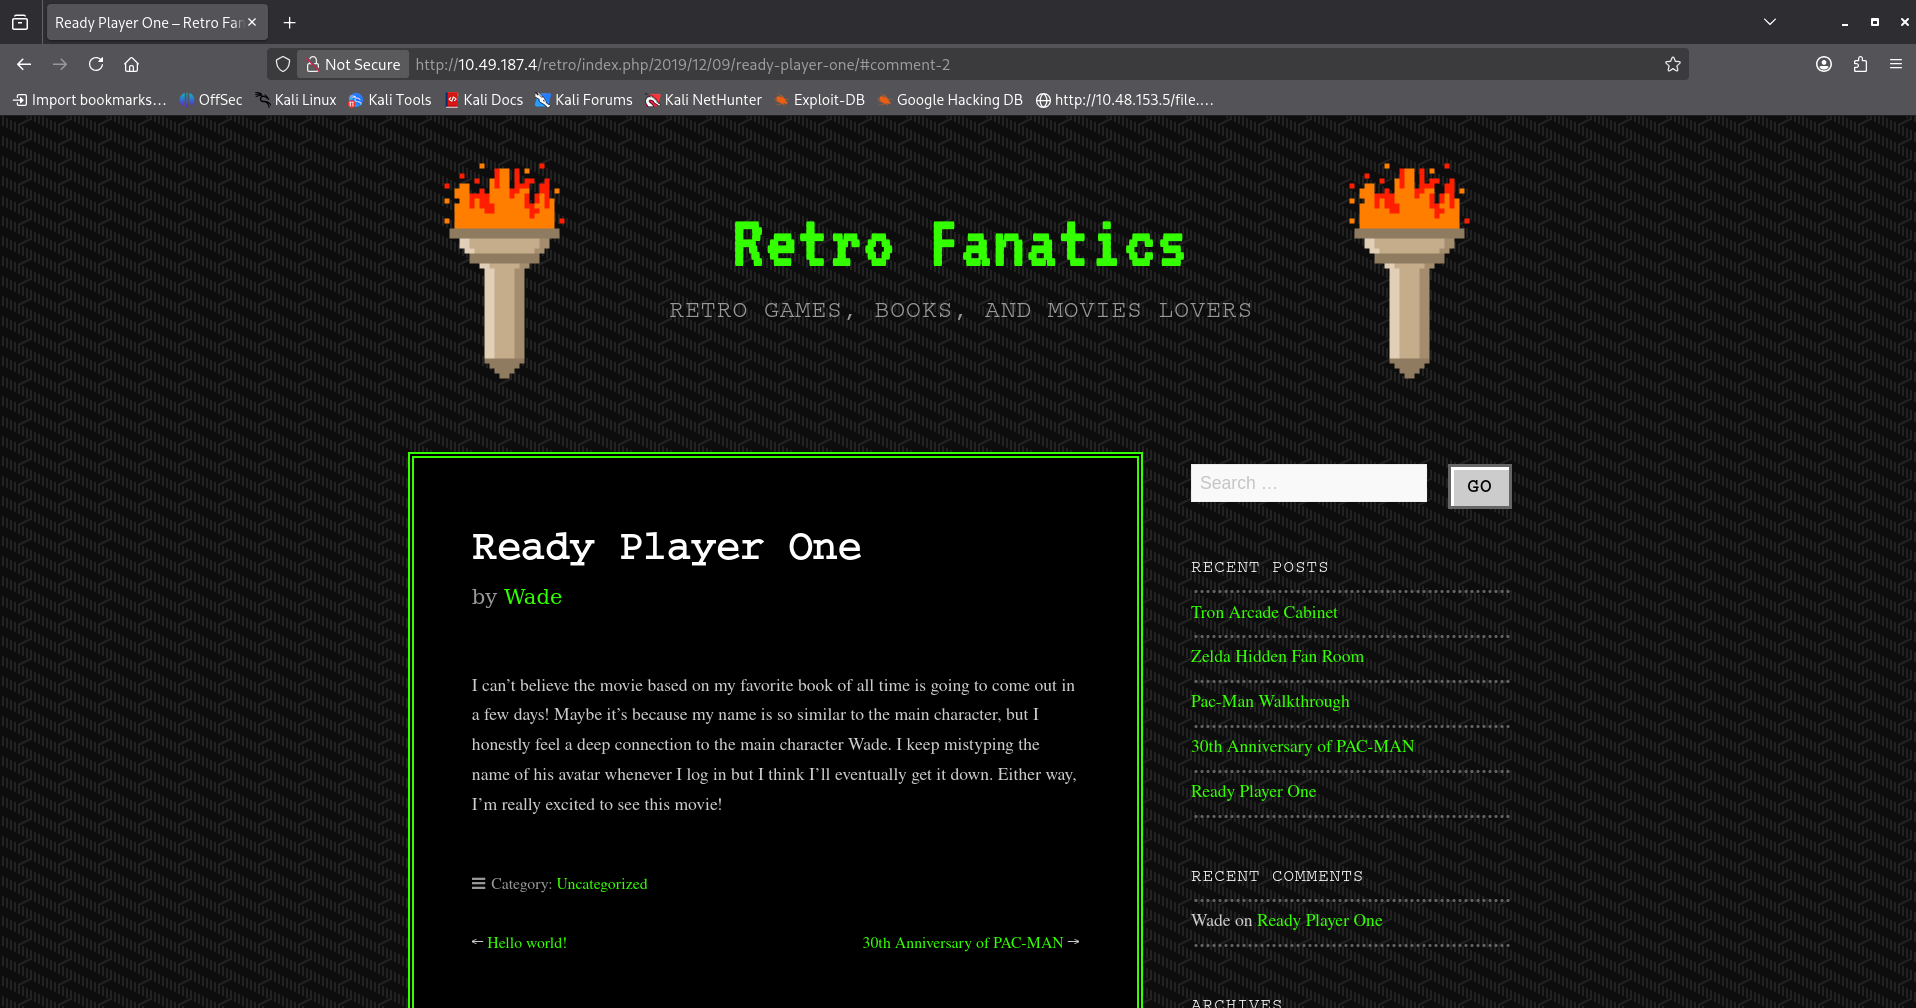 Ready Player One – Retro Fan
Not Secure
http://10.49.187.4/retro/index.php/2019/12/09/ready-player-one/#comment-2
Import bookmarks...
OffSec
Kali Linux
Kali Tools
Kali Docs
Kali Forums
Kali NetHunter
Exploit-DB
Google Hacking DB
http://10.48.153.5/file....
Retro Fanatics
RETRO GAMES, BOOKS, AND MOVIES LOVERS
Ready Player One
by Wade
I can't believe the movie based on my favorite book of all time is going to come out in
a few days! Maybe it's because my name is so similar to the main character, but I
honestly feel a deep connection to the main character Wade. I keep mistyping the
name of his avatar whenever I log in but I think I'll eventually get it down. Either way,
I'm really excited to see this movie!
Category: Uncategorized
← Hello world!
30th Anniversary of PAC-MAN →
Search ...
GO
RECENT POSTS
Tron Arcade Cabinet
Zelda Hidden Fan Room
Pac-Man Walkthrough
30th Anniversary of PAC-MAN
Ready Player One
RECENT COMMENTS
Wade on Ready Player One
ARCHIVES